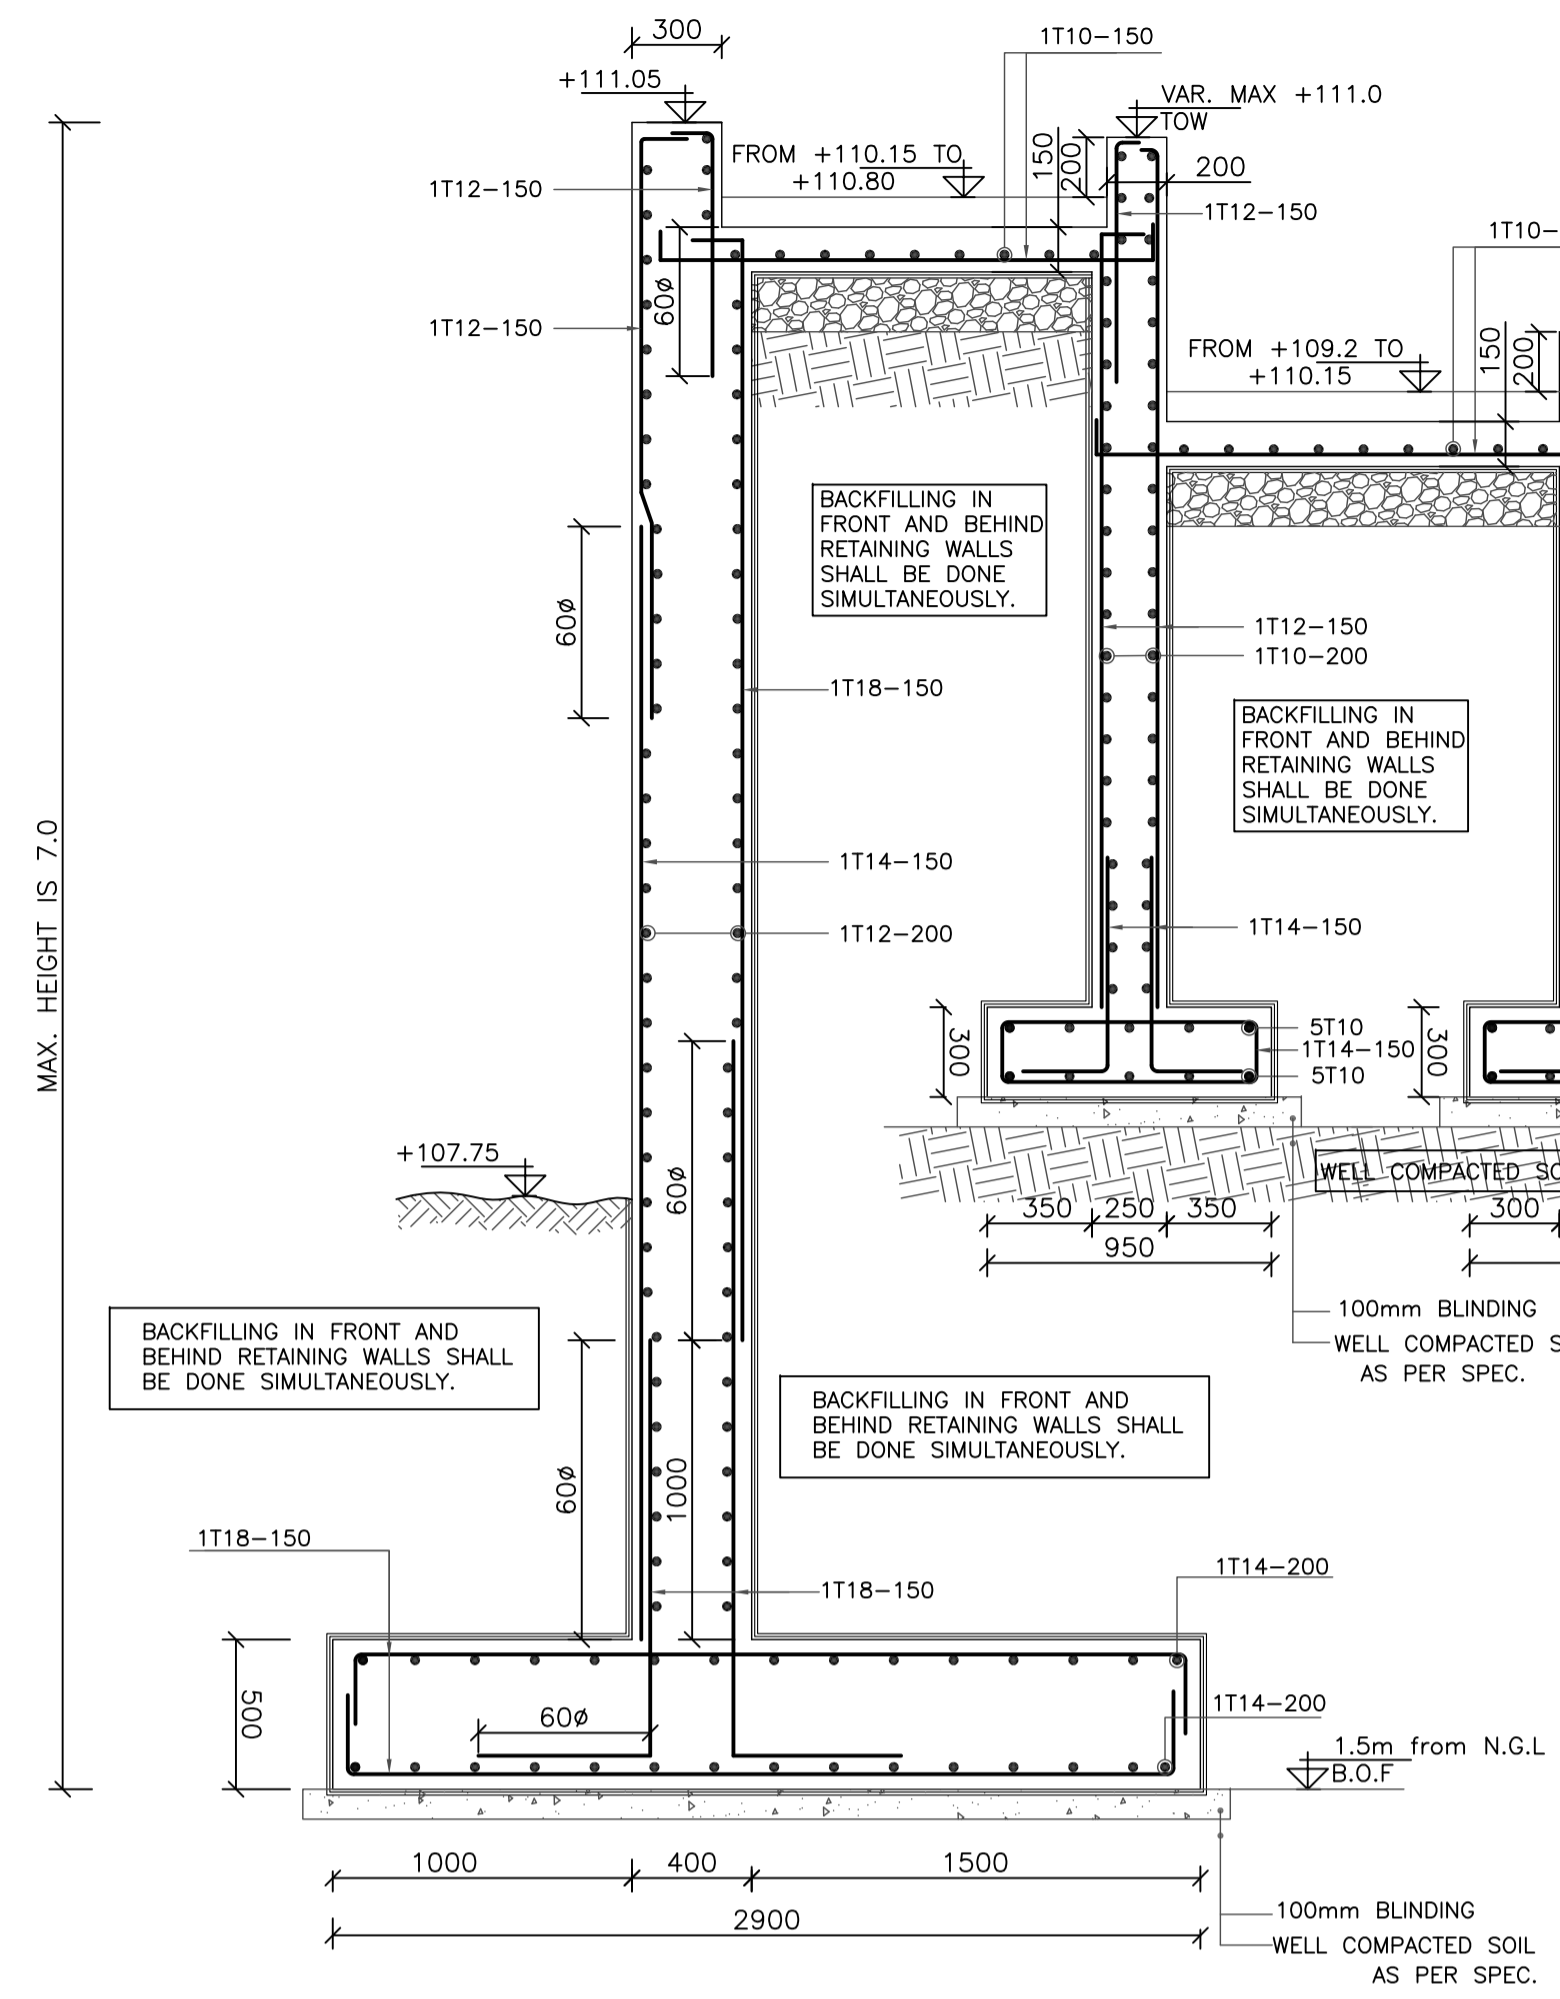 300
1T10-150
+111.05
VAR. MAX +111.0
TOW
FROM +110.15 TO
+110.80
150
200
200
1T12-150
1T12-150
1T10-
60ø
1T12-150
FROM +109.2 TO
+110.15
150
200
BACKFILLING IN
FRONT AND BEHIND
RETAINING WALLS
SHALL BE DONE
SIMULTANEOUSLY.
60ø
1T12-150
1T10-200
1T18-150
BACKFILLING IN
FRONT AND BEHIND
RETAINING WALLS
SHALL BE DONE
SIMULTANEOUSLY.
MAX. HEIGHT IS 7.0
1T14-150
1T12-200
1T14-150
300
5T10
1T14-150
5T10
300
+107.75
60ø
WELL COMPACTED SO
350
250
350
300
950
100mm BLINDING
WELL COMPACTED S
AS PER SPEC.
BACKFILLING IN FRONT AND
BEHIND RETAINING WALLS SHALL
BE DONE SIMULTANEOUSLY.
BACKFILLING IN FRONT AND
BEHIND RETAINING WALLS SHALL
BE DONE SIMULTANEOUSLY.
60ø
1000
1T18-150
1T18-150
1T14-200
500
60ø
1T14-200
1.5m from N.G.L
B.O.F
1000
400
1500
2900
100mm BLINDING
WELL COMPACTED SOIL
AS PER SPEC.